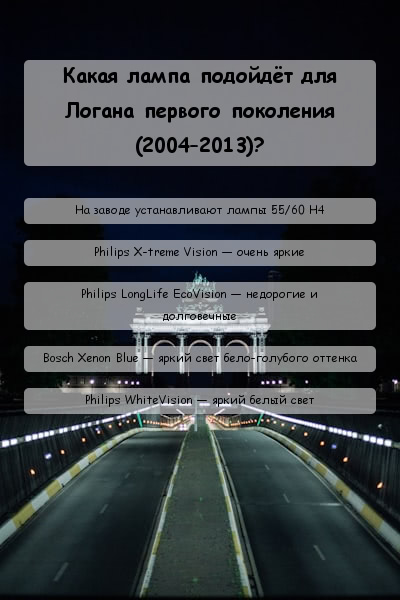 Какая лампа подойдёт для
Логана первого поколения
(2004–2013)?
На заводе устанавливают лампы 55/60 H4
Philips X-treme Vision — очень яркие
Philips LongLife EcoVision — недорогие и
долговечные
Bosch Xenon Blue — яркий свет бело-голубого оттенка
Philips WhiteVision — яркий белый свет